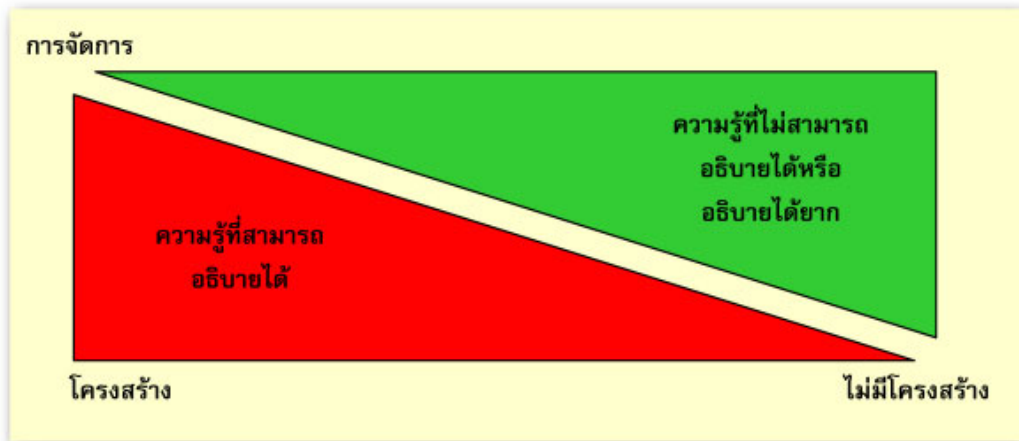 การจัดการ
ความรู้ที่ไม่สามารถ
อธิบายได้หรือ
อธิบายได้ยาก
ความรู้ที่สามารถ
อธิบายได้
โครงสร้าง
ไม่มีโครงสร้าง